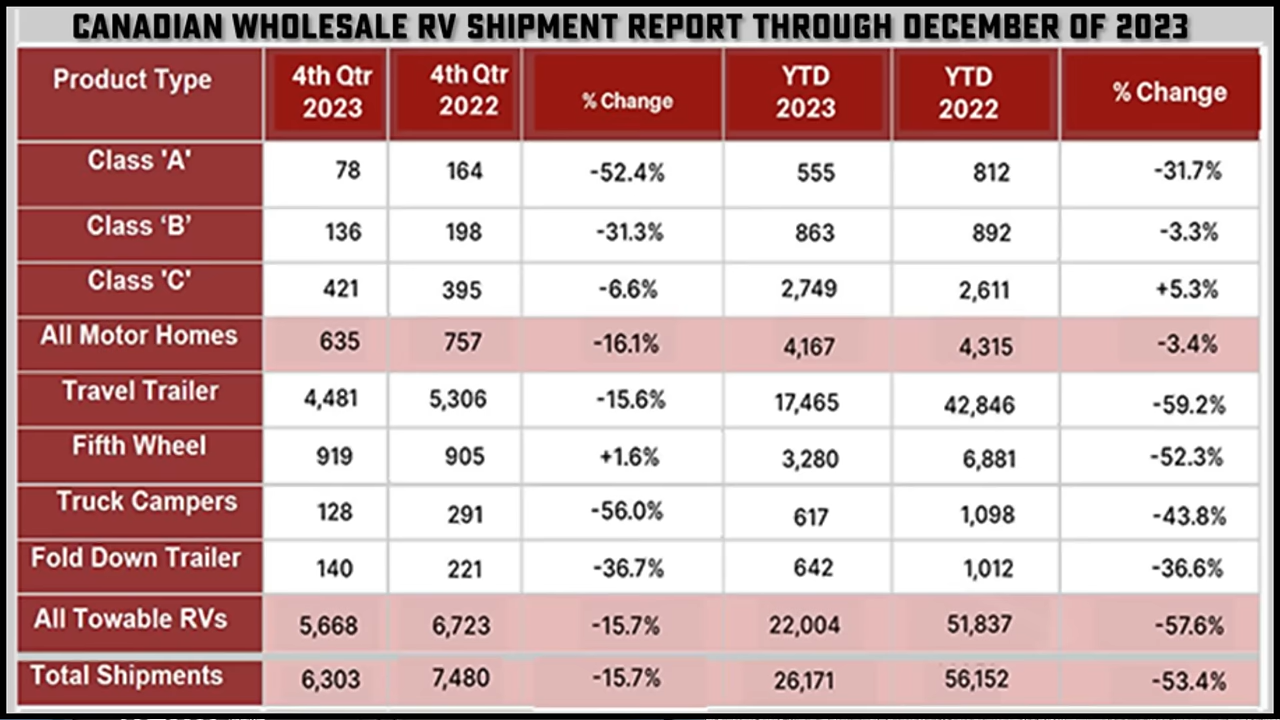 CANADIAN WHOLESALE RV SHIPMENT REPORT THROUGH DECEMBER OF 2023
Product Type 4th Qtr 2023 4th Qtr 2022 % Change YTD 2023 YTD 2022 % Change
Class 'A' 78 164 -52.4% 555 812 -31.7%
Class ‘B’ 136 198 -31.3% 863 892 -3.3%
Class 'C' 421 395 -6.6% 2,749 2,611 +5.3%
All Motor Homes 635 757 -16.1% 4,167 4,315 -3.4%
Travel Trailer 4,481 5,306 -15.6% 17,465 42,846 -59.2%
Fifth Wheel 919 905 +1.6% 3,280 6,881 -52.3%
Truck Campers 128 291 -56.0% 617 1,098 -43.8%
Fold Down Trailer 140 221 -36.7% 642 1,012 -36.6%
All Towable RVs 5,668 6,723 -15.7% 22,004 51,837 -57.6%
Total Shipments 6,303 7,480 -15.7% 26,171 56,152 -53.4%